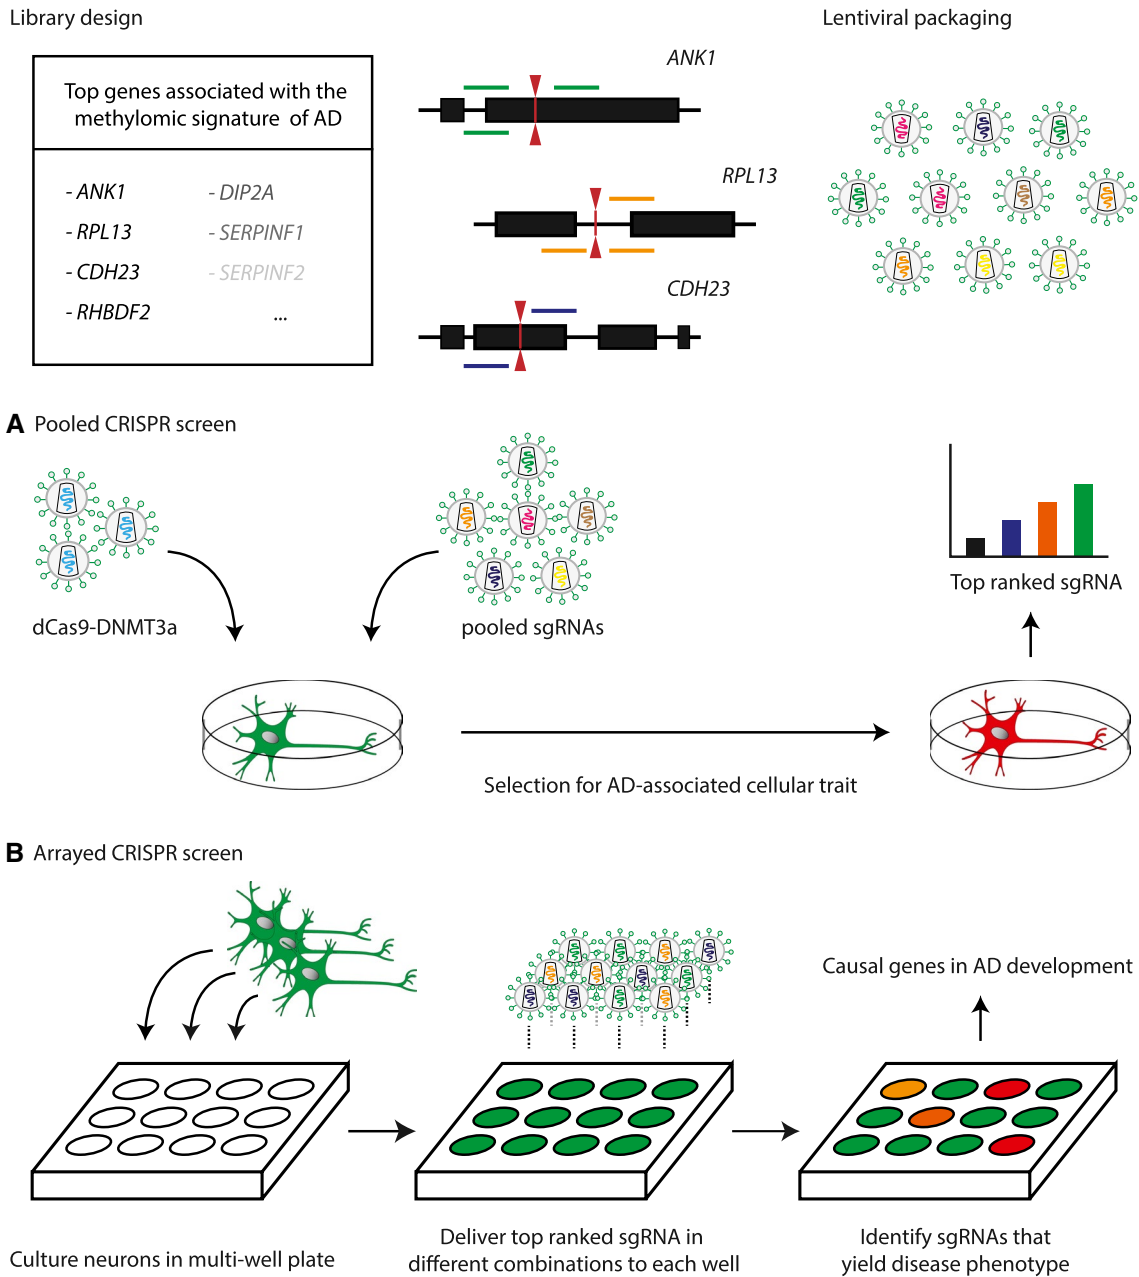 Library design
Lentiviral packaging
Top genes associated with the
methylomic signature of AD
- ANK1
- DIP2A
- RPL13
- SERPINF1
- CDH23
- SERPINF2
- RHBDF2
...
ANK1
RPL13
CDH23
A Pooled CRISPR screen
dCas9-DNMT3a
pooled sgRNAs
Top ranked sgRNA
Selection for AD-associated cellular trait
B Arrayed CRISPR screen
Causal genes in AD development
Culture neurons in multi-well plate
Deliver top ranked sgRNA in
different combinations to each well
Identify sgRNAs that
yield disease phenotype